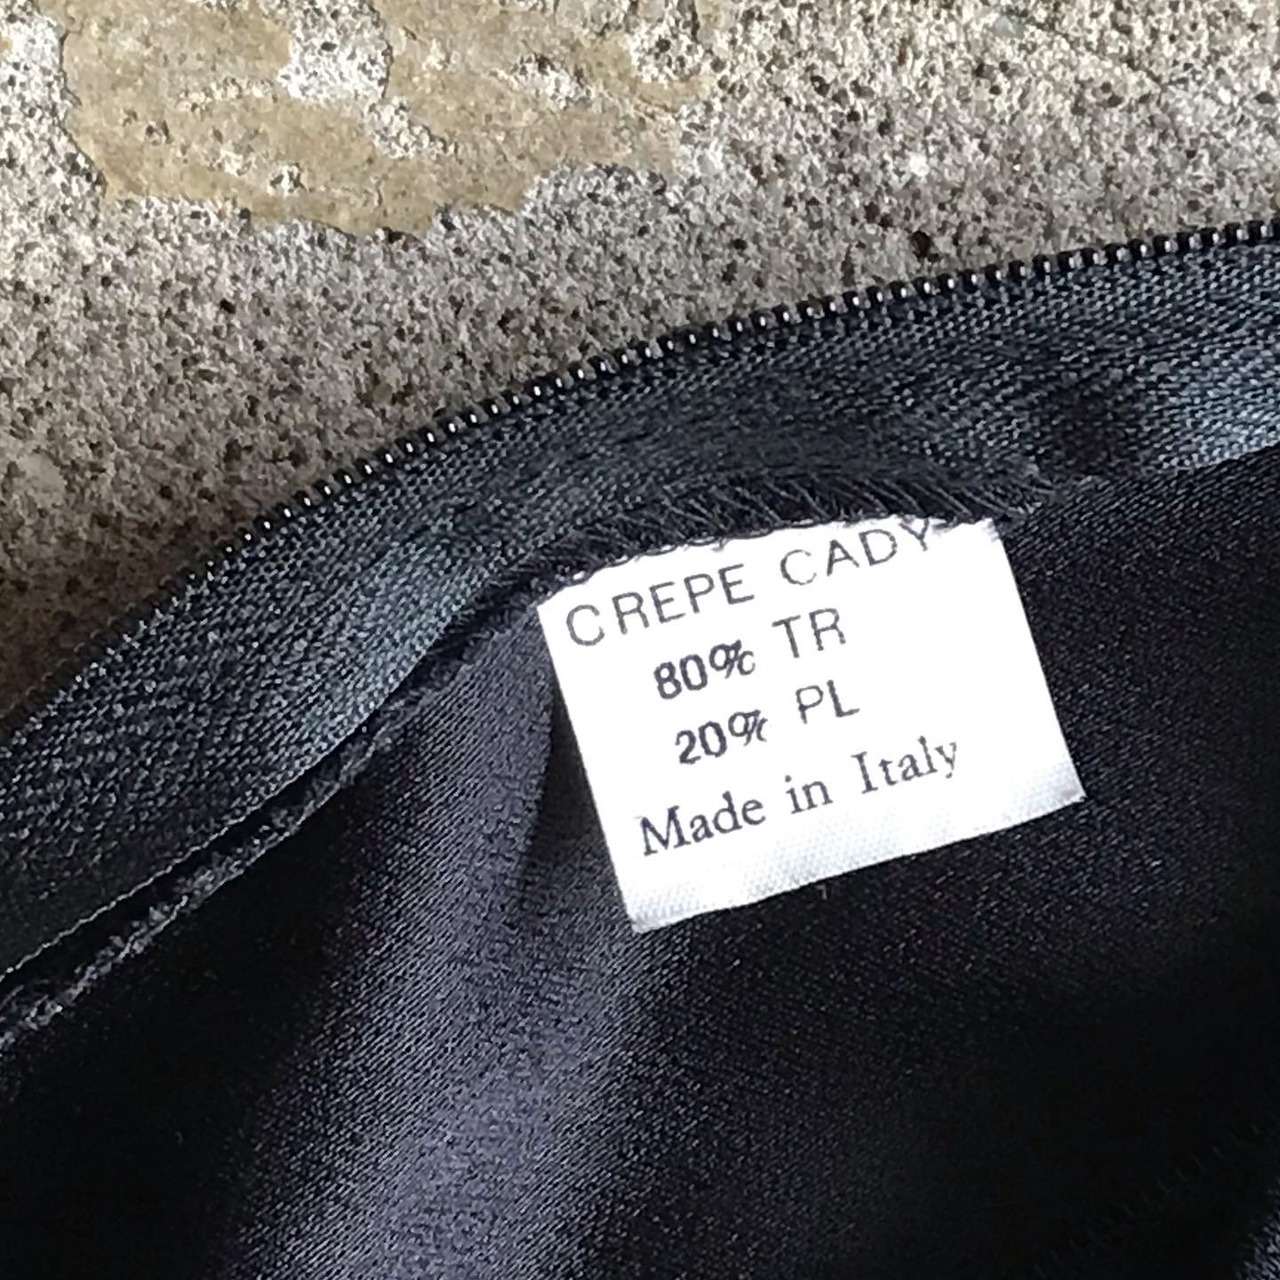 CREPE CADY
80% TR
20% PL
Made in Italy